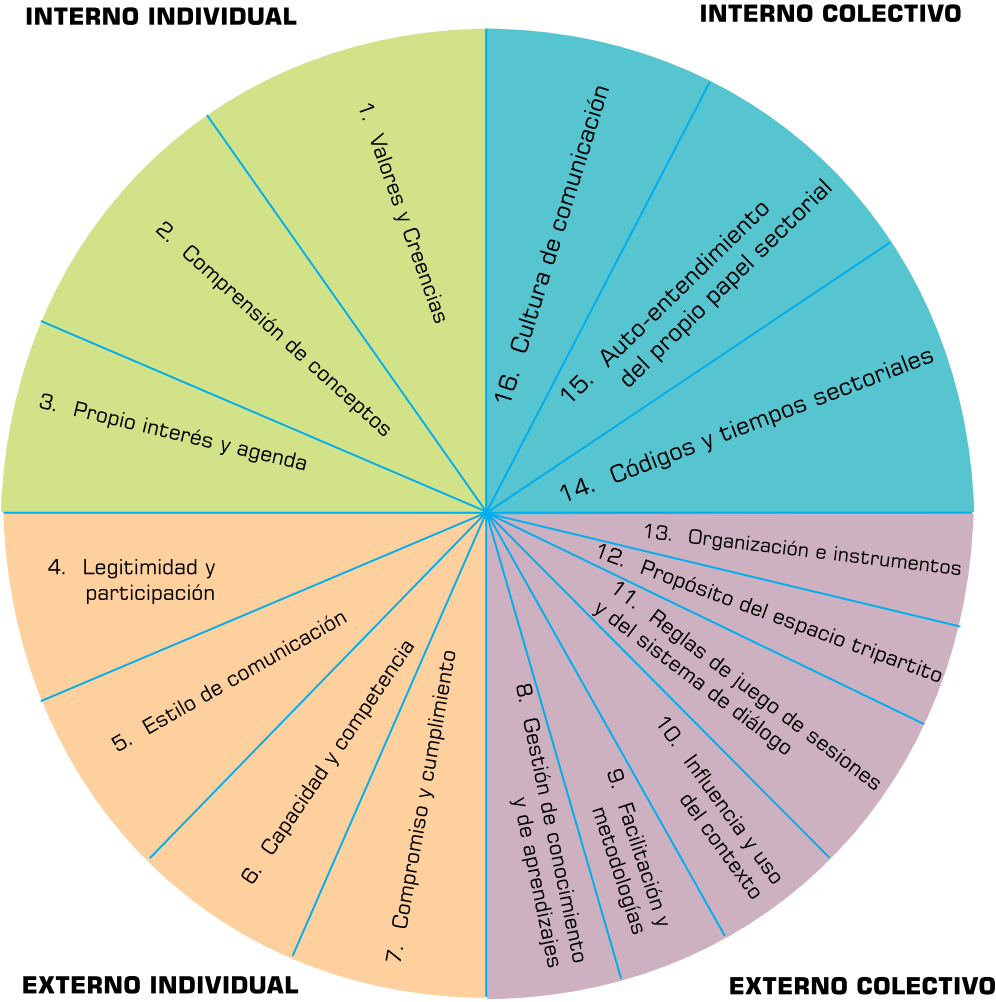 INTERNO INDIVIDUAL
INTERNO COLECTIVO
1. Valores y Creencias
2. Comprensión de conceptos
3. Propio interés y agenda
4. Legitimidad y
participación
5. Estilo de comunicación
6. Capacidad y competencia
7. Compromiso y cumplimiento
8. Gestión de conocimiento
y de aprendizajes
9. Facilitación y
metodologías
10. Influencia y uso
del contexto
11. Reglas de juego de sesiones
y del sistema de diálogo
12. Propósito del espacio tripartito
13. Organización e instrumentos
14. Códigos y tiempos sectoriales
15. Auto-entendimiento
del propio papel sectorial
16. Cultura de comunicación
EXTERNO INDIVIDUAL
EXTERNO COLECTIVO